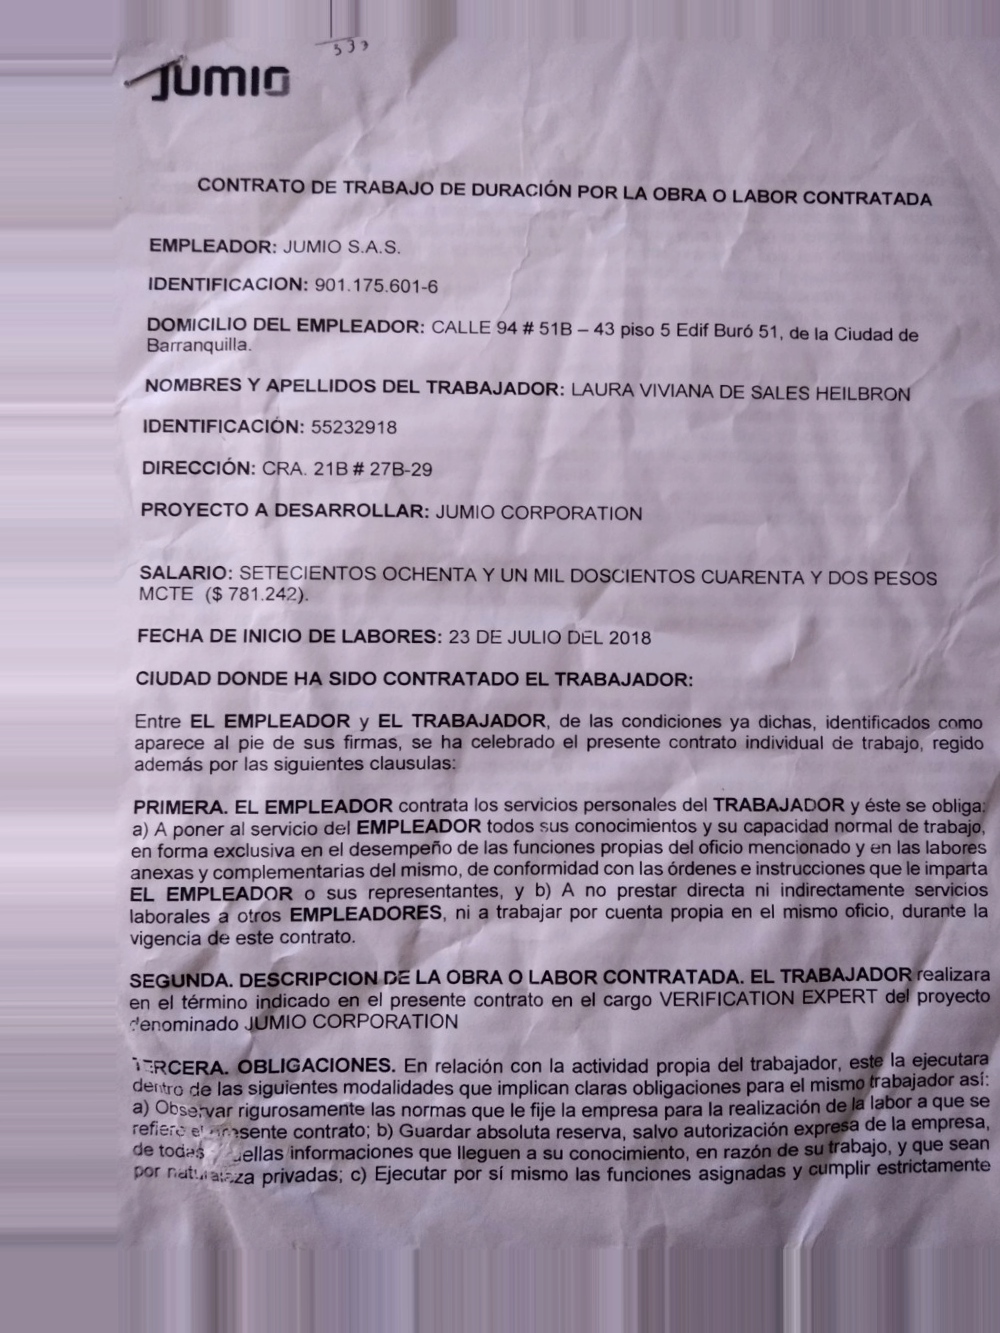 533
JUMIO
CONTRATO DE TRABAJO DE DURACIÓN POR LA OBRA O LABOR CONTRATADA
EMPLEADOR: JUMIO S.A.S.
IDENTIFICACION: 901.175.601-6
DOMICILIO DEL EMPLEADOR: CALLE 94 # 51B – 43 piso 5 Edif Buró 51, de la Ciudad de
Barranquilla.
NOMBRES Y APELLIDOS DEL TRABAJADOR: LAURA VIVIANA DE SALES HEILBRON
IDENTIFICACIÓN: 55232918
DIRECCIÓN: CRA. 21B # 27B-29
PROYECTO A DESARROLLAR: JUMIO CORPORATION
SALARIO: SETECIENTOS OCHENTA Y UN MIL DOSCIENTOS CUARENTA Y DOS PESOS
MCTE ($ 781.242).
FECHA DE INICIO DE LABORES: 23 DE JULIO DEL 2018
CIUDAD DONDE HA SIDO CONTRATADO EL TRABAJADOR:
Entre EL EMPLEADOR y EL TRABAJADOR, de las condiciones ya dichas, identificados como
aparece al pie de sus firmas, se ha celebrado el presente contrato individual de trabajo, regido
además por las siguientes clausulas:
PRIMERA. EL EMPLEADOR contrata los servicios personales del TRABAJADOR y éste se obliga:
a) A poner al servicio del EMPLEADOR todos sus conocimientos y su capacidad normal de trabajo,
en forma exclusiva en el desempeño de las funciones propias del oficio mencionado y en las labores
anexas y complementarias del mismo, de conformidad con las órdenes e instrucciones que le imparta
EL EMPLEADOR o sus representantes, y b) A no prestar directa ni indirectamente servicios
laborales a otros EMPLEADORES, ni a trabajar por cuenta propia en el mismo oficio, durante la
vigencia de este contrato.
SEGUNDA. DESCRIPCION DE LA OBRA O LABOR CONTRATADA. EL TRABAJADOR realizara
en el término indicado en el presente contrato en el cargo VERIFICATION EXPERT del proyecto
denominado JUMIO CORPORATION
TERCERA. OBLIGACIONES. En relación con la actividad propia del trabajador, este la ejecutara
dentro de las siguientes modalidades que implican claras obligaciones para el mismo trabajador así:
a) Observar rigurosamente las normas que le fije la empresa para la realización de la labor a que se
refiere el presente contrato; b) Guardar absoluta reserva, salvo autorización expresa de la empresa,
de todas informaciones que lleguen a su conocimiento, en razón de su trabajo, y que sean
por naturaleza privadas; c) Ejecutar por sí mismo las funciones asignadas y cumplir estrictamente